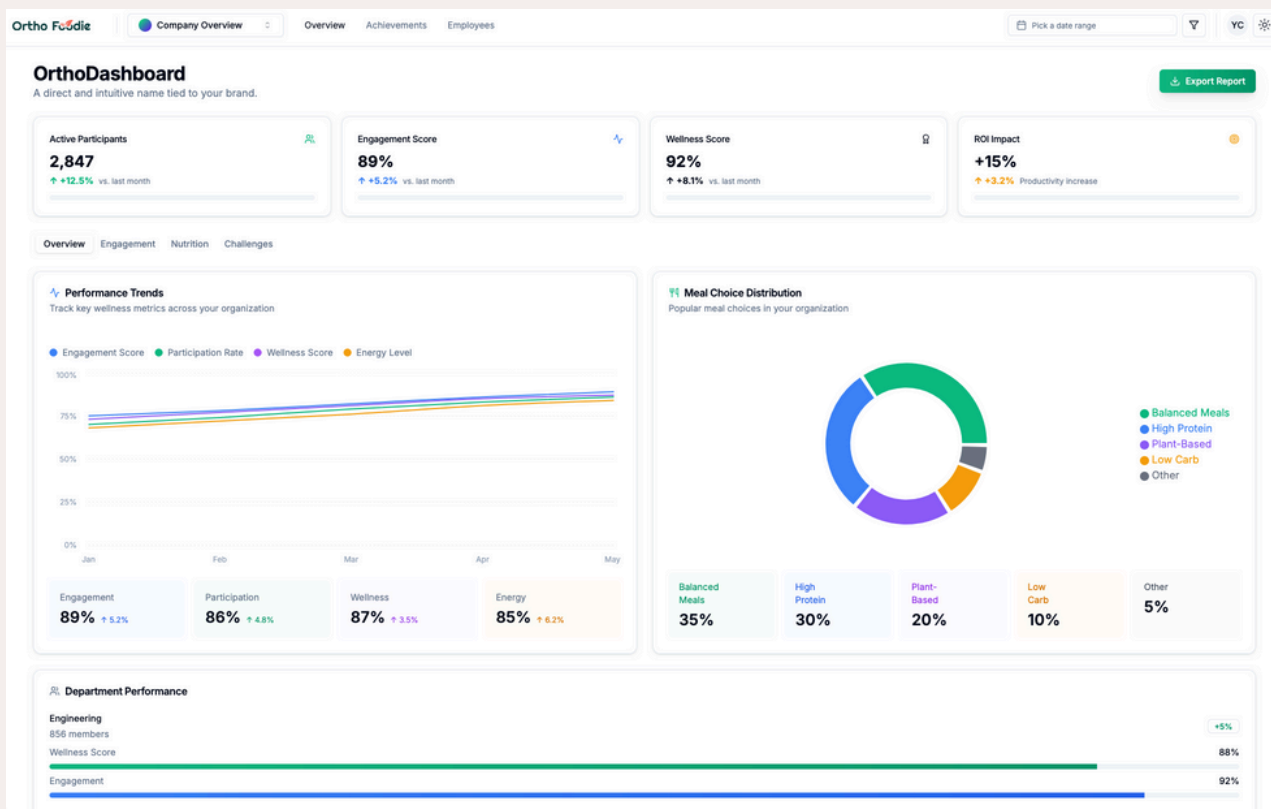 Ortho Foodie
Company Overview
Overview
Achievements
Employees
Pick a date range
YC
OrthoDashboard
A direct and intuitive name tied to your brand.
Export Report
Active Participants
2,847
↑ +12.5% vs. last month
Engagement Score
89%
↑ +5.2% vs. last month
Wellness Score
92%
↑ +8.1% vs. last month
ROI Impact
+15%
↑ +3.2% Productivity increase
Overview
Engagement
Nutrition
Challenges
Performance Trends
Track key wellness metrics across your organization
Engagement Score
Participation Rate
Wellness Score
Energy Level
100%
75%
50%
25%
0%
Jan
Feb
Mar
Apr
May
Engagement
89% ↑ 5.2%
Participation
86% ↑ 4.8%
Wellness
87% ↑ 3.5%
Energy
85% ↑ 6.2%
Meal Choice Distribution
Popular meal choices in your organization
Balanced Meals
High Protein
Plant-Based
Low Carb
Other
Balanced
Meals
35%
High
Protein
30%
Plant-
Based
20%
Low
Carb
10%
Other
5%
Department Performance
Engineering
856 members
+5%
Wellness Score
88%
Engagement
92%